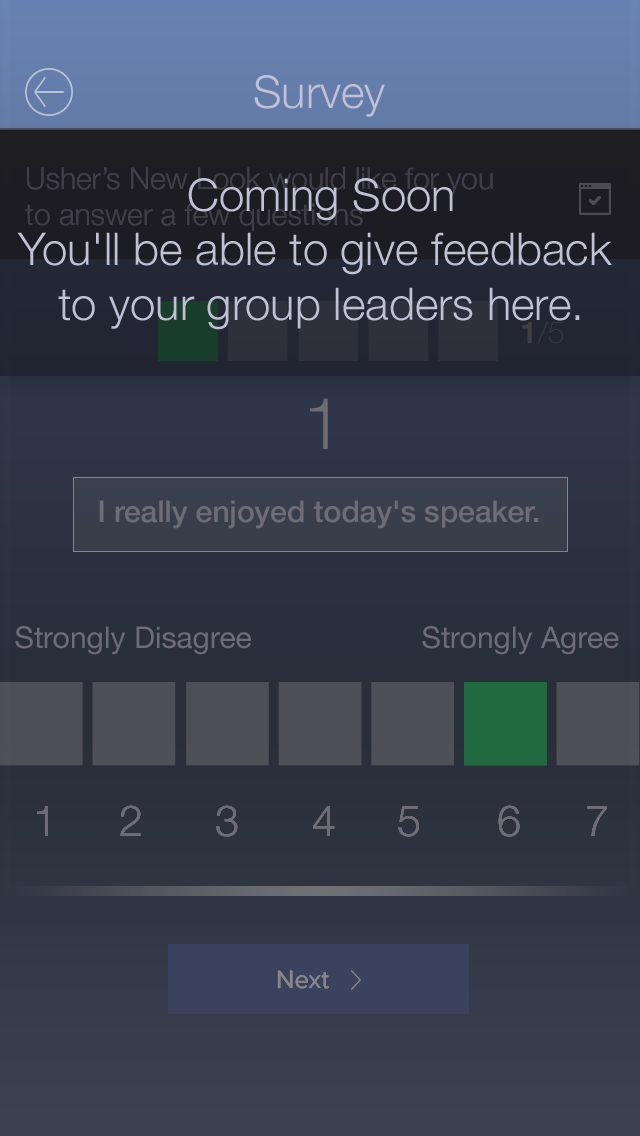 Survey
Usher's New Look would like for you
to answer a few questions
Coming Soon
You'll be able to give feedback
to your group leaders here.
1/5
1
I really enjoyed today's speaker.
Strongly Disagree Strongly Agree
1 2 3 4 5 6 7
Next